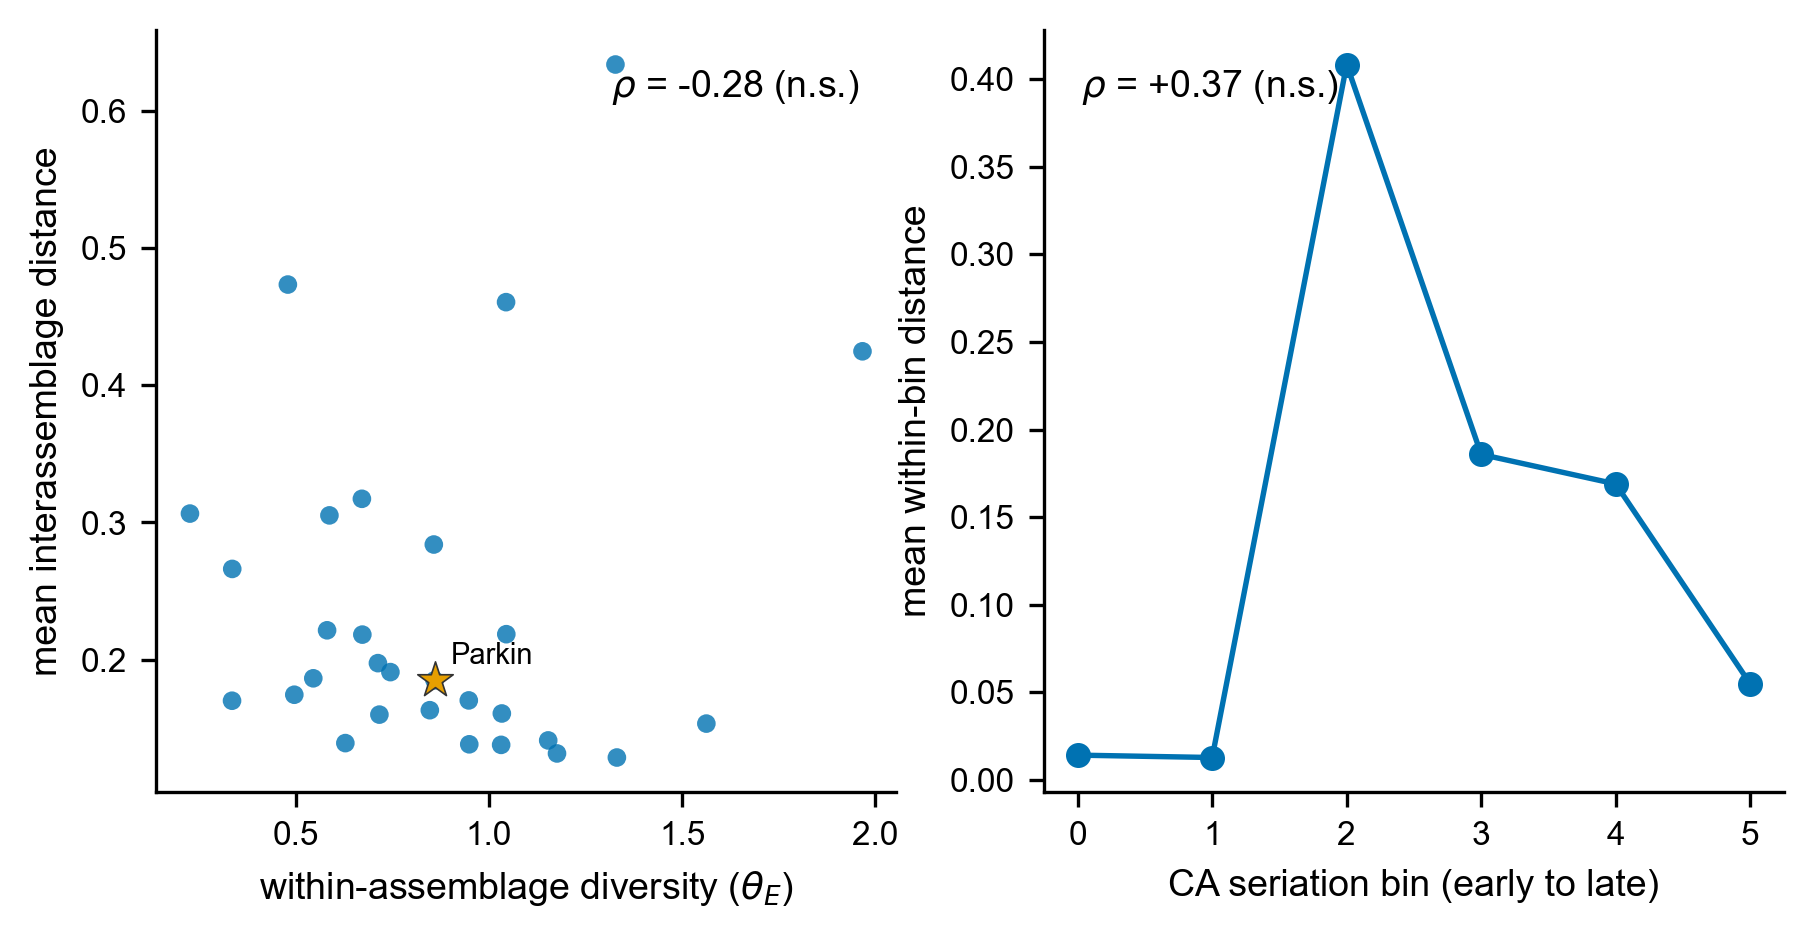 ρ = -0.28 (n.s.)
0.6
0.5
0.4
0.3
0.2
mean interassemblage distance
Parkin
0.5 1.0 1.5 2.0
within-assemblage diversity (θE)
ρ = +0.37 (n.s.)
0.40
0.35
0.30
0.25
0.20
0.15
0.10
0.05
0.00
mean within-bin distance
0 1 2 3 4 5
CA seriation bin (early to late)